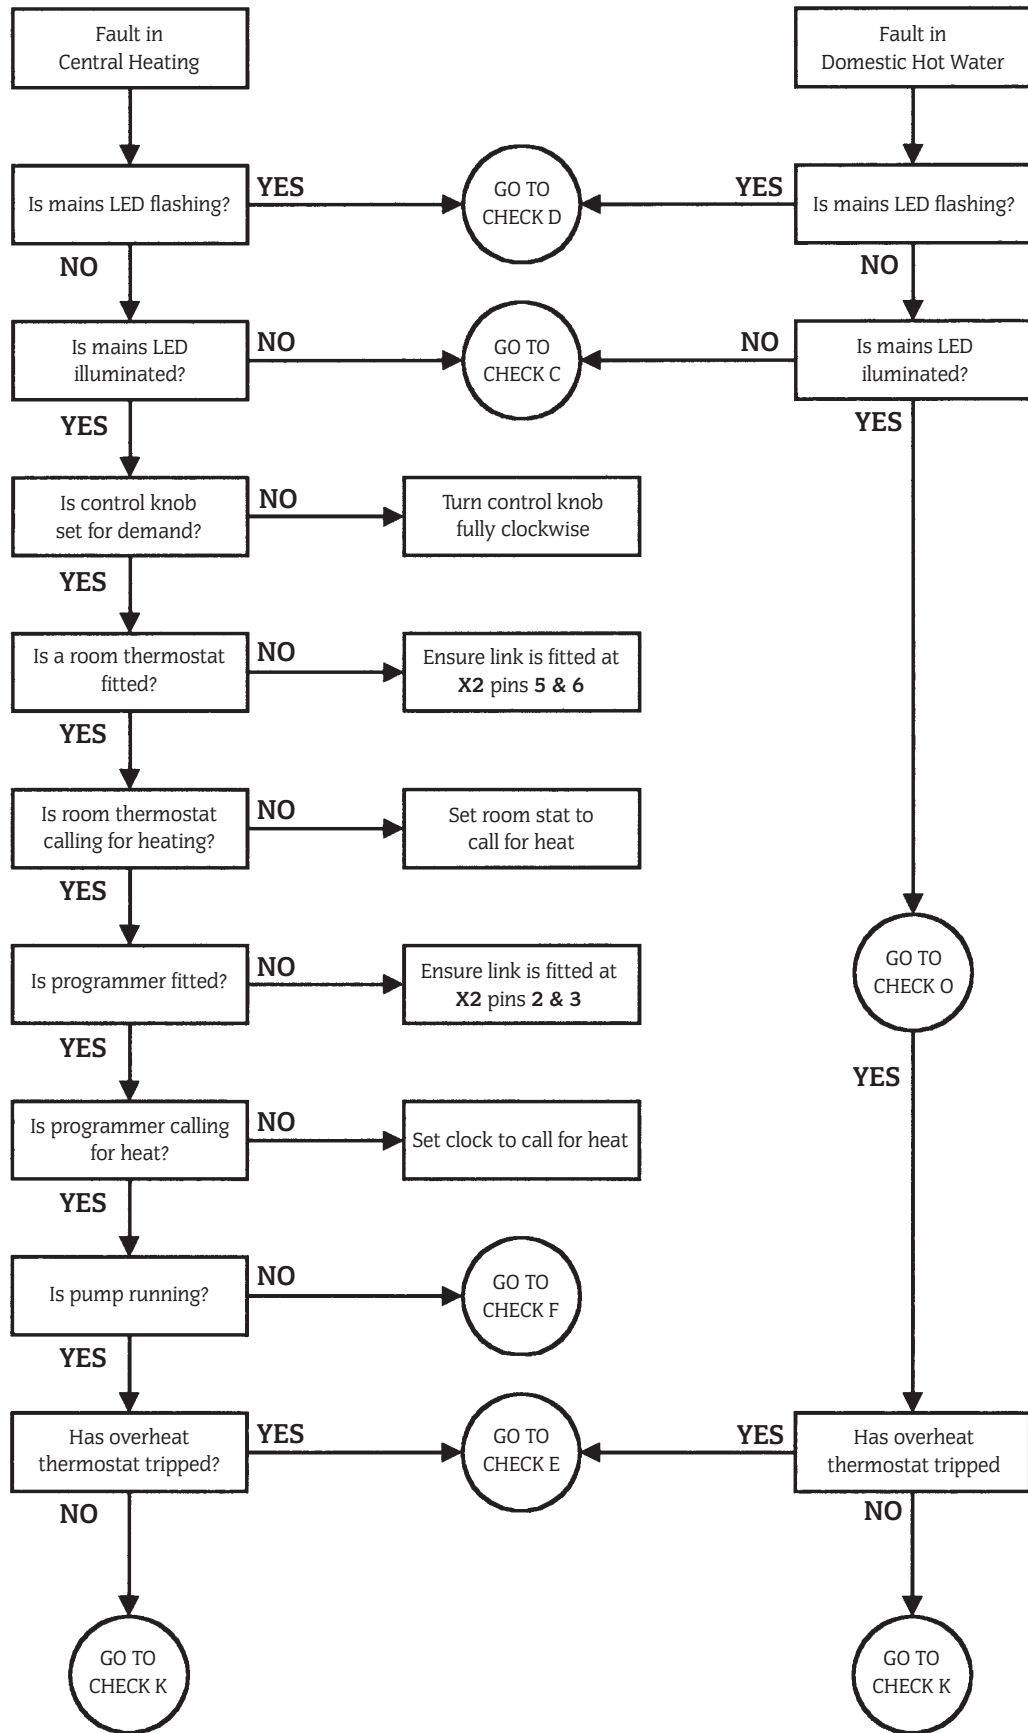 Fault in
Central Heating
Fault in
Domestic Hot Water
Is mains LED flashing?
YES
GO TO
CHECK D
YES
Is mains LED flashing?
NO
NO
Is mains LED
illuminated?
NO
GO TO
CHECK C
NO
Is mains LED
iluminated?
YES
YES
Is control knob
set for demand?
NO
Turn control knob
fully clockwise
YES
Is a room thermostat
fitted?
NO
Ensure link is fitted at
X2 pins 5 & 6
YES
Is room thermostat
calling for heating?
NO
Set room stat to
call for heat
YES
Is programmer fitted?
NO
Ensure link is fitted at
X2 pins 2 & 3
GO TO
CHECK O
YES
YES
Is programmer calling
for heat?
NO
Set clock to call for heat
YES
Is pump running?
NO
GO TO
CHECK F
YES
Has overheat
thermostat tripped?
YES
GO TO
CHECK E
YES
Has overheat
thermostat tripped
NO
NO
GO TO
CHECK K
GO TO
CHECK K